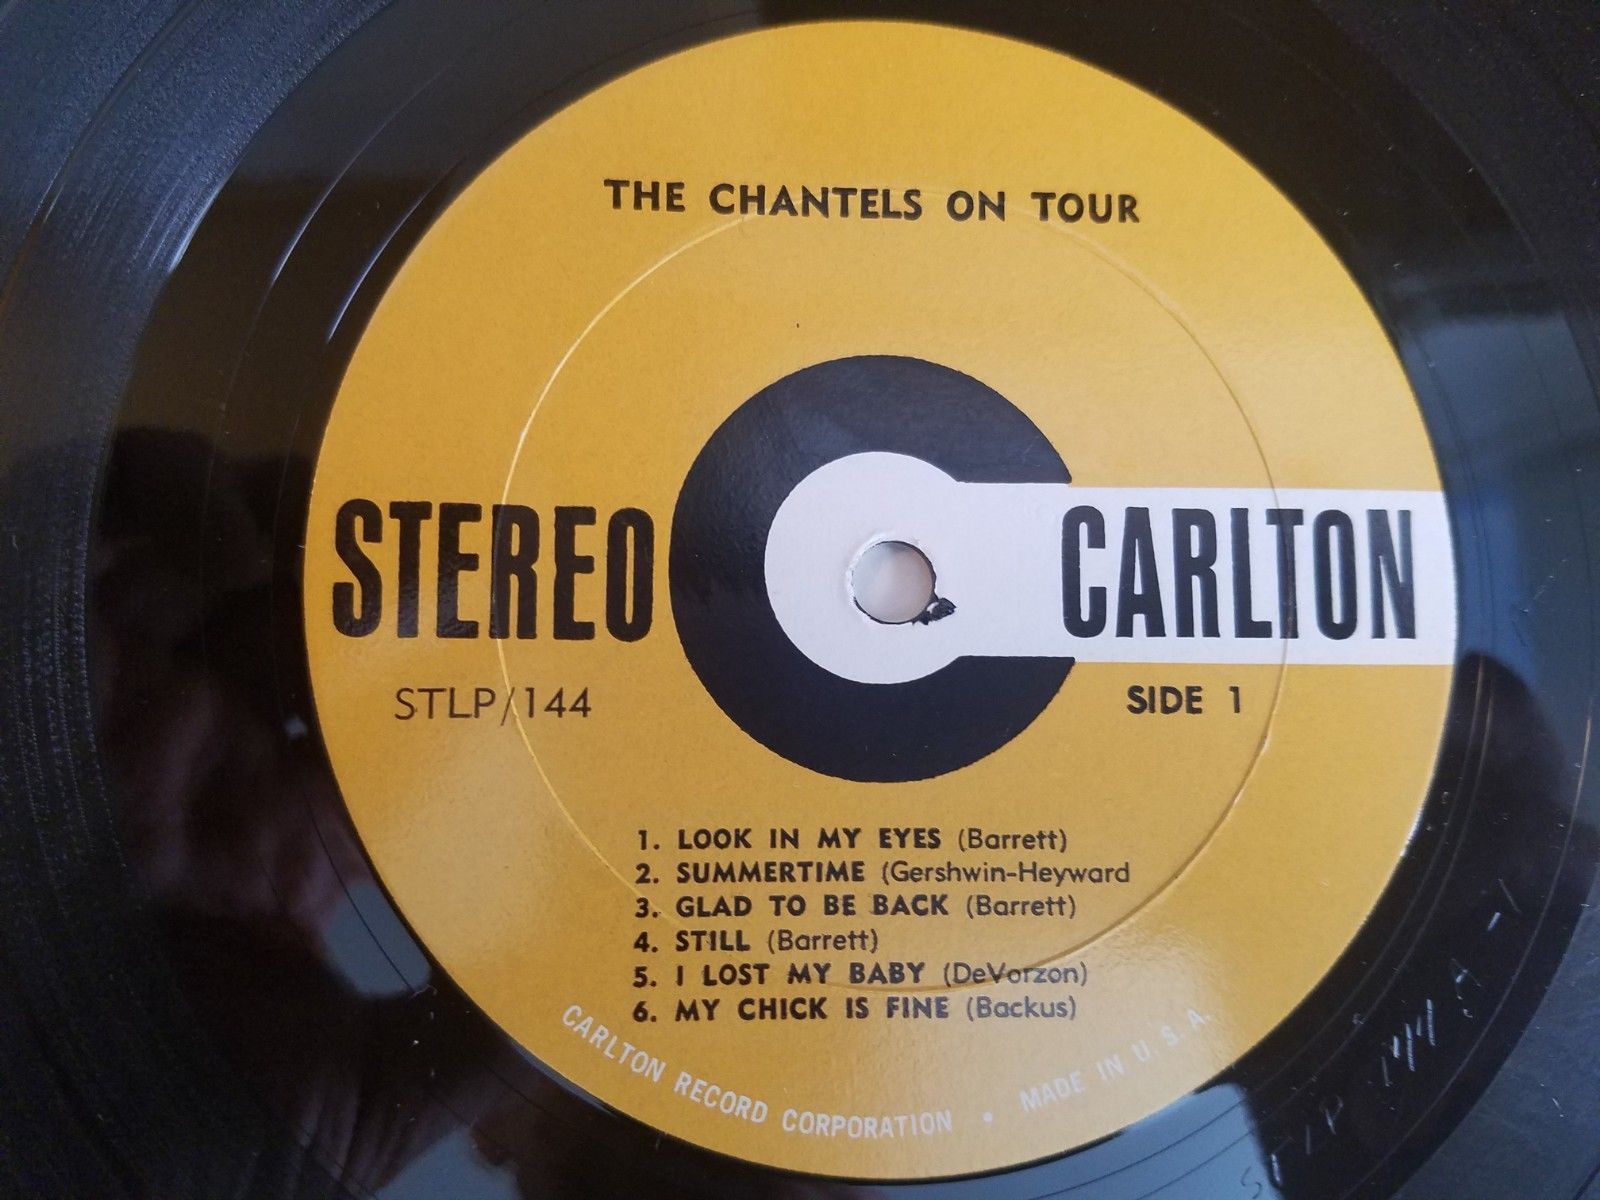 THE CHANTELS ON TOUR
STEREO
CARLTON
STLP/144
SIDE 1
1. LOOK IN MY EYES (Barrett)
2. SUMMERTIME (Gershwin-Heyward
3. GLAD TO BE BACK (Barrett)
4. STILL (Barrett)
5. I LOST MY BABY (DeVorzon)
6. MY CHICK IS FINE (Backus)
CARLTON RECORD CORPORATION • MADE IN U. S. A.